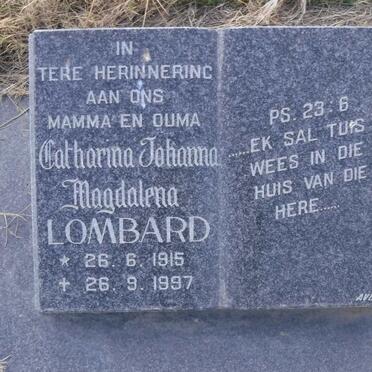 IN
TERE HERINNERING
AAN ONS
MAMMA EN OUMA
Catharina Johanna
Magdalena
LOMBARD
* 26. 6. 1915
† 26. 9. 1997
PS. 23:6
......EK SAL TUIS
WEES IN DIE
HUIS VAN DIE
HERE.....